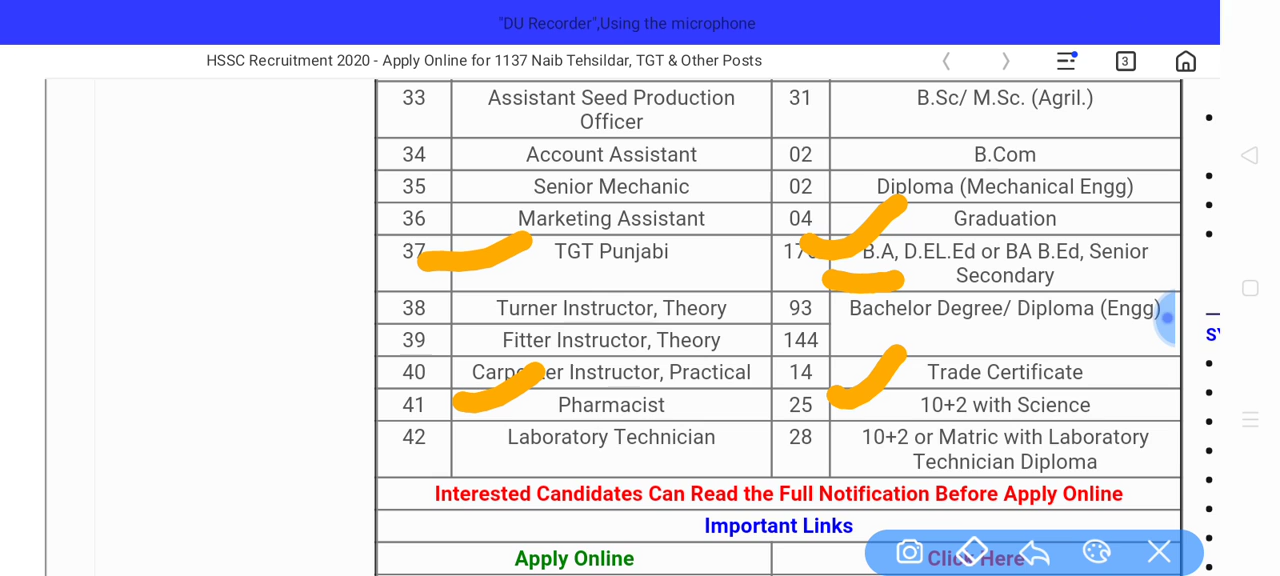 "DU Recorder",Using the microphone
HSSC Recruitment 2020 - Apply Online for 1137 Naib Tehsildar, TGT & Other Posts
3
33 Assistant Seed Production Officer 31 B.Sc/ M.Sc. (Agril.)
34 Account Assistant 02 B.Com
35 Senior Mechanic 02 Diploma (Mechanical Engg)
36 Marketing Assistant 04 Graduation
37 TGT Punjabi B.A, D.EL.Ed or BA B.Ed, Senior
Secondary
38 Turner Instructor, Theory 93 Bachelor Degree/ Diploma (Engg)
39 Fitter Instructor, Theory 144
40 Carpenter Instructor, Practical 14 Trade Certificate
41 Pharmacist 25 10+2 with Science
42 Laboratory Technician 28 10+2 or Matric with Laboratory
Technician Diploma
Interested Candidates Can Read the Full Notification Before Apply Online
Important Links
Apply Online Click Here